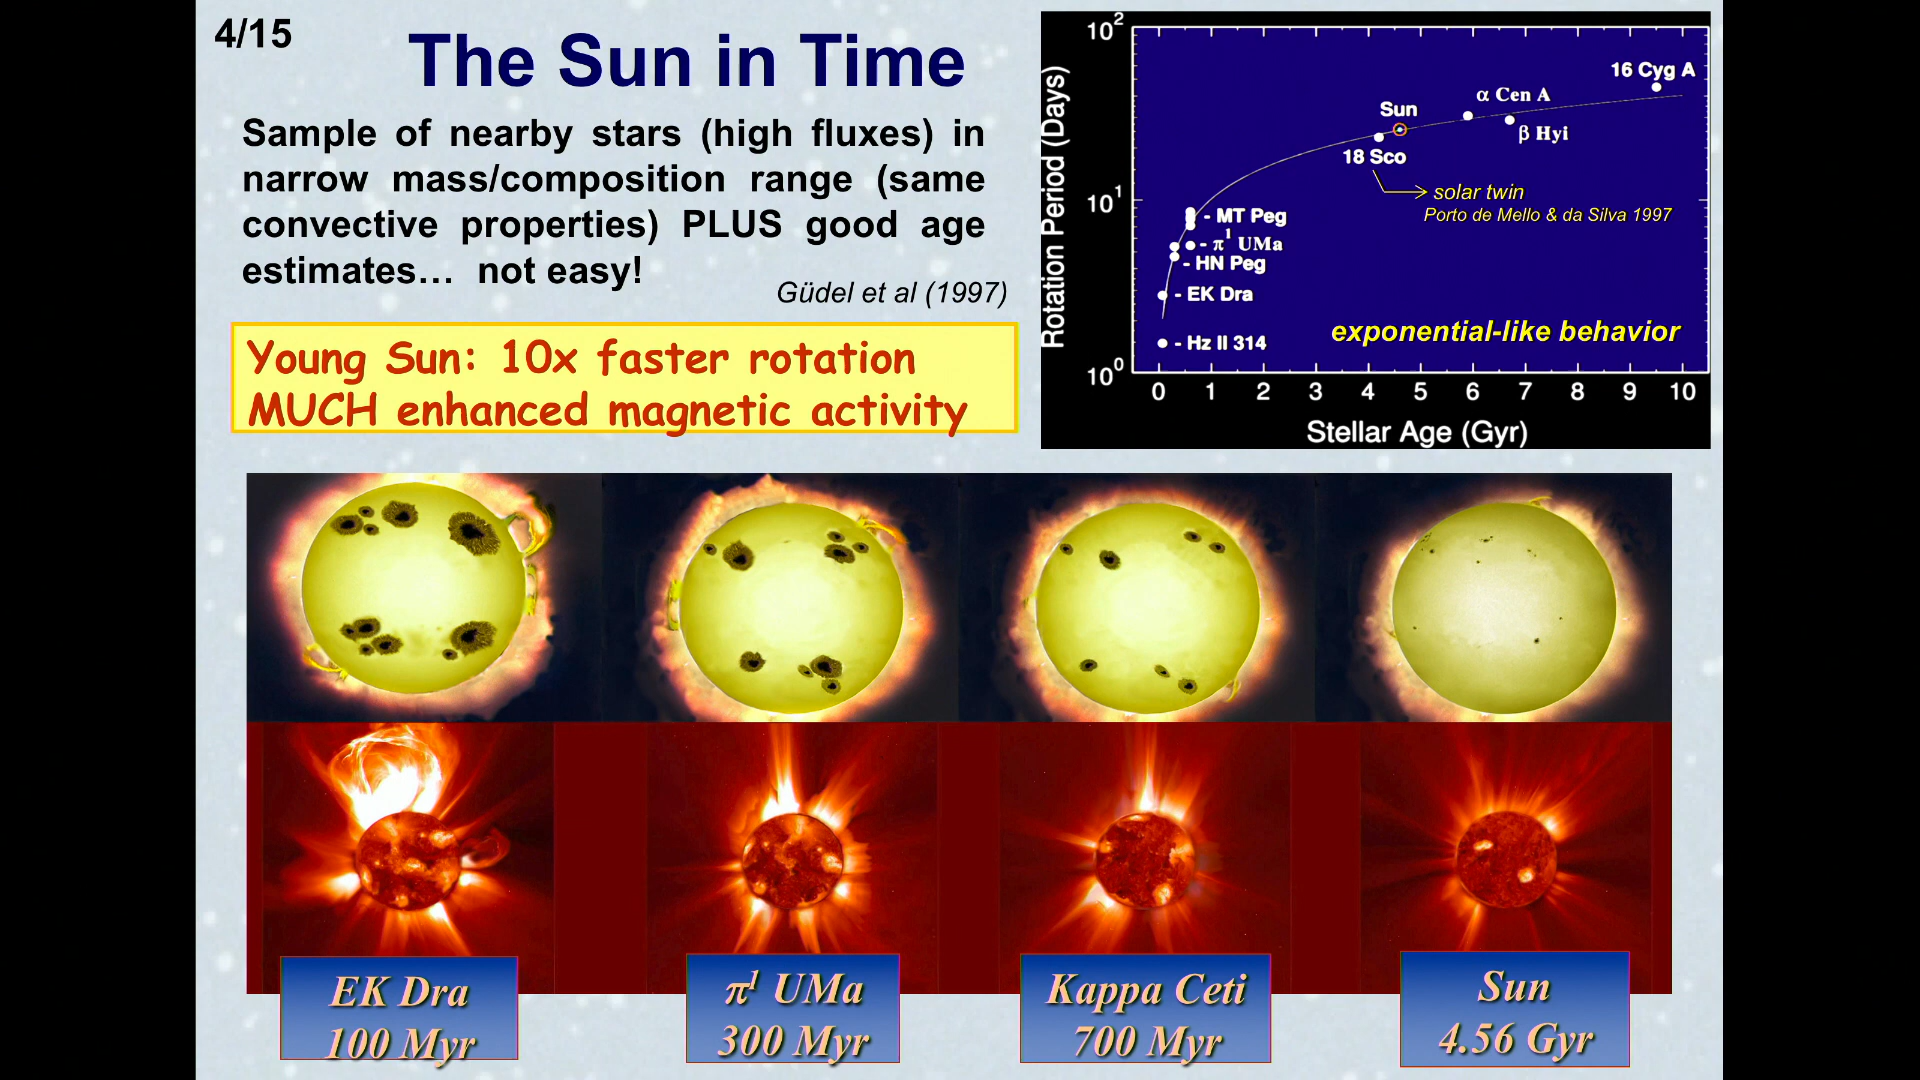 4/15
The Sun in Time
Sample of nearby stars (high fluxes) in
narrow mass/composition range (same
convective properties) PLUS good age
estimates… not easy!
Güdel et al (1997)
Young Sun: 10x faster rotation
MUCH enhanced magnetic activity
Rotation Period (Days)
10²
10¹
10⁰
16 Cyg A
α Cen A
Sun
β Hyi
18 Sco
solar twin
Porto de Mello & da Silva 1997
- MT Peg
- π¹ UMa
- HN Peg
- EK Dra
- Hz II 314
exponential-like behavior
0 1 2 3 4 5 6 7 8 9 10
Stellar Age (Gyr)
EK Dra
100 Myr
π¹ UMa
300 Myr
Kappa Ceti
700 Myr
Sun
4.56 Gyr